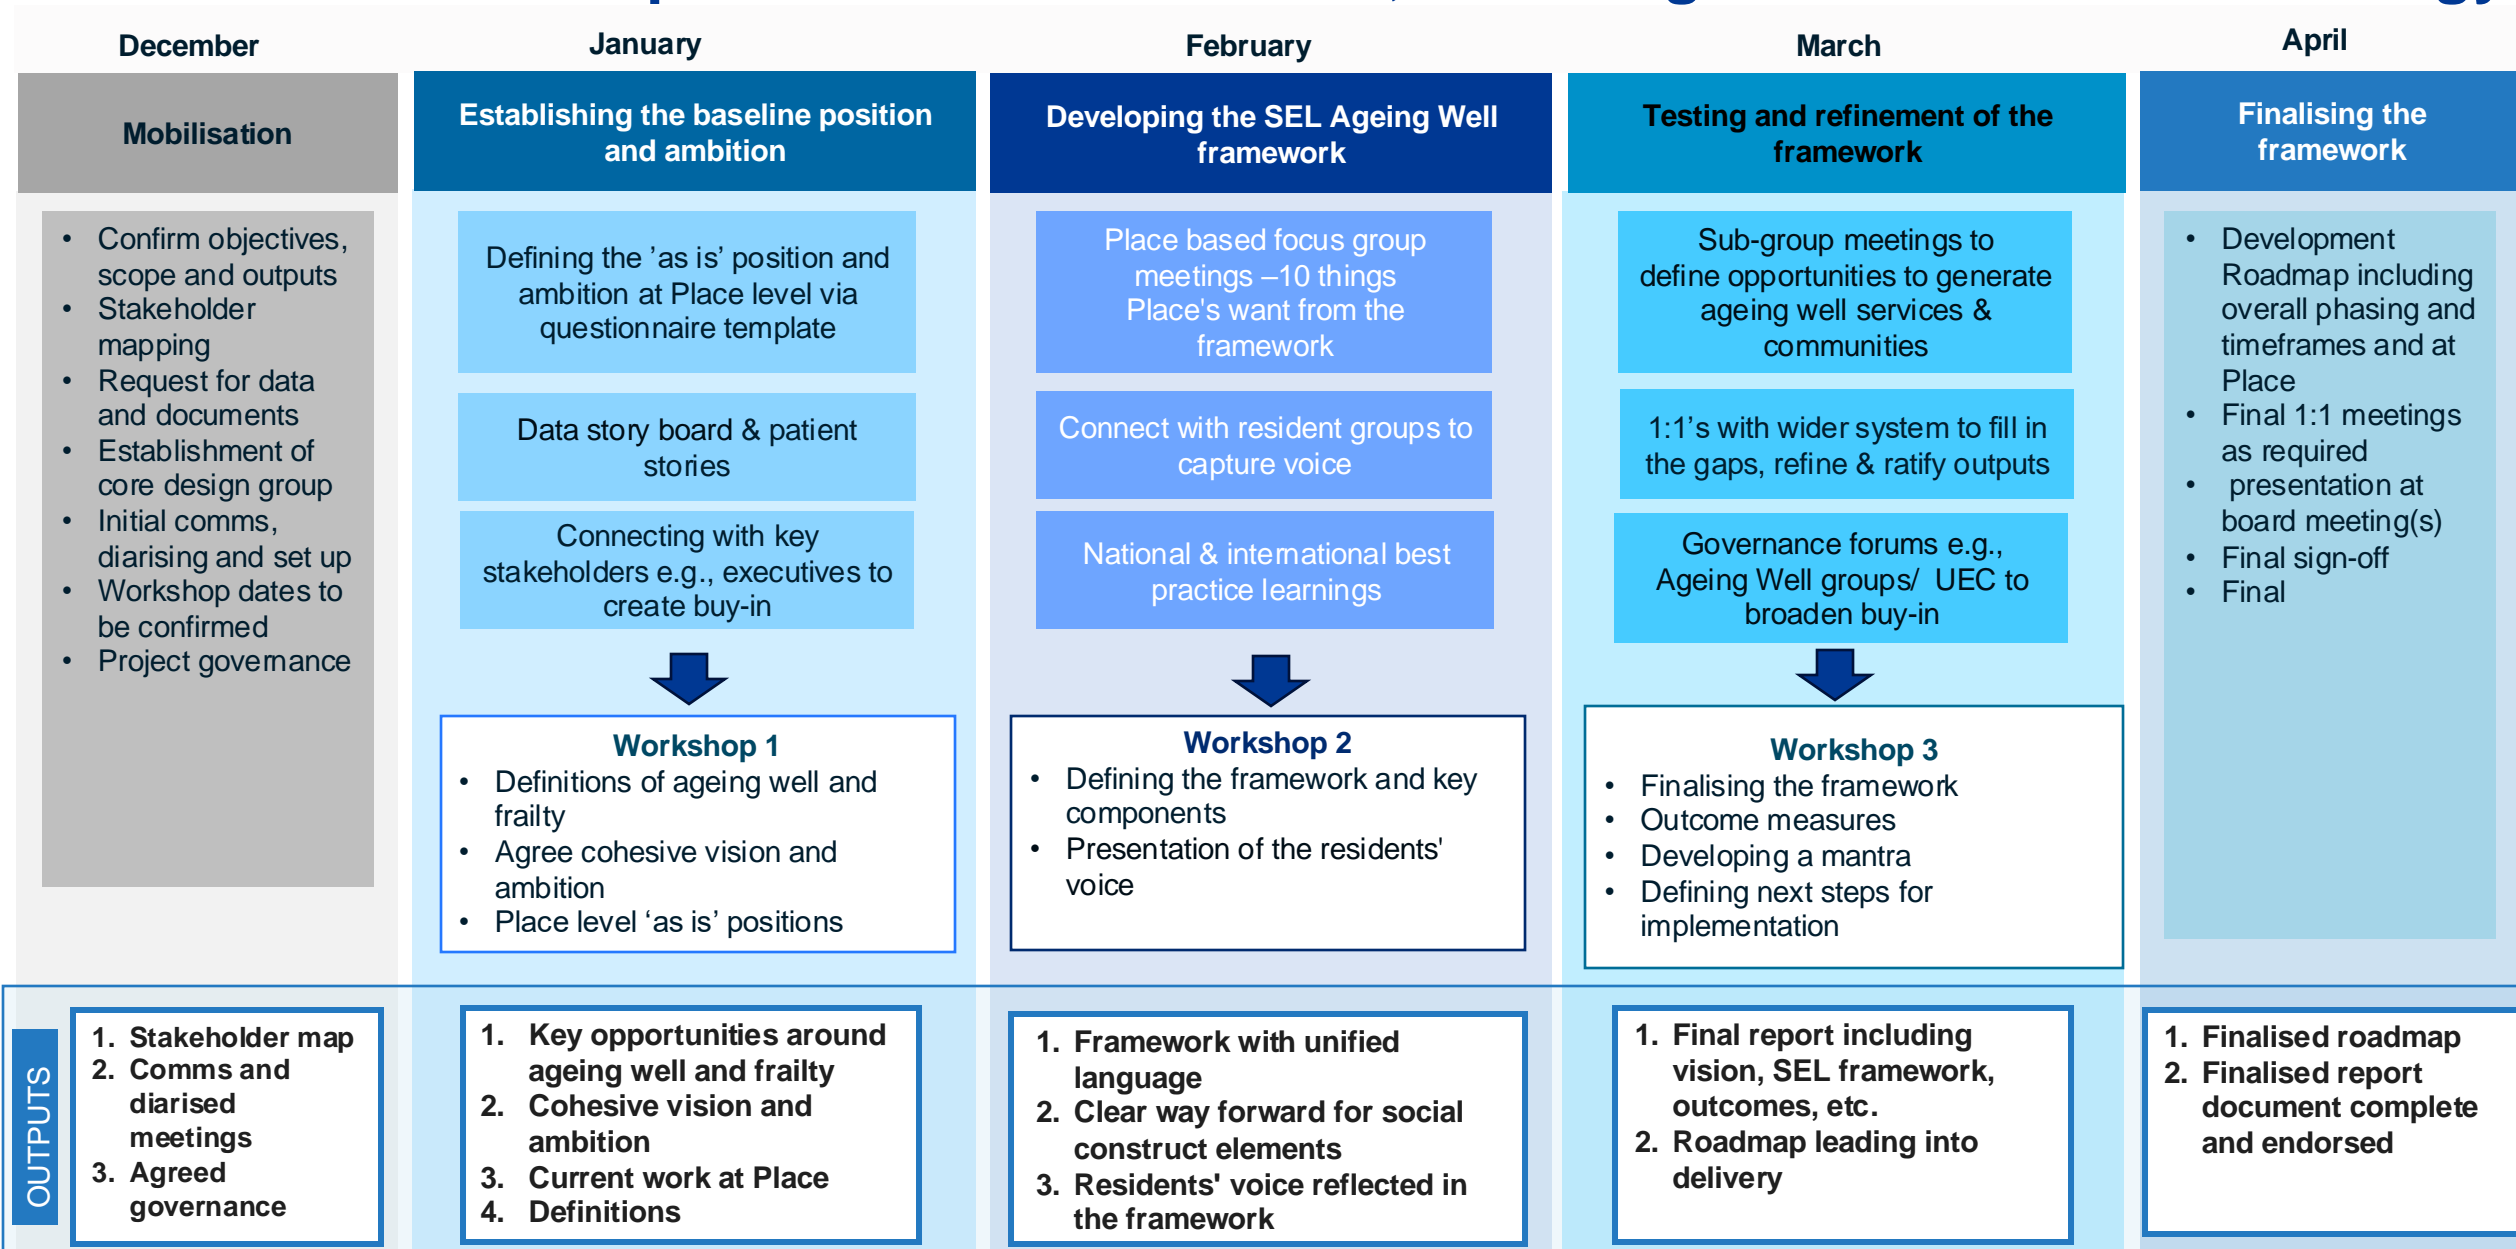 December
January
February
March
April
Mobilisation
Establishing the baseline position
and ambition
Developing the SEL Ageing Well
framework
Testing and refinement of the
framework
Finalising the
framework
• Confirm objectives,
scope and outputs
• Stakeholder
mapping
• Request for data
and documents
• Establishment of
core design group
• Initial comms,
diarising and set up
• Workshop dates to
be confirmed
• Project governance
Defining the ’as is’ position and
ambition at Place level via
questionnaire template
Data story board & patient
stories
Connecting with key
stakeholders e.g., executives to
create buy-in
Workshop 1
• Definitions of ageing well and
frailty
• Agree cohesive vision and
ambition
• Place level ‘as is’ positions
Place based focus group
meetings –10 things
Place's want from the
framework
Connect with resident groups to
capture voice
National & international best
practice learnings
Workshop 2
• Defining the framework and key
components
• Presentation of the residents'
voice
Sub-group meetings to
define opportunities to generate
ageing well services &
communities
1:1’s with wider system to fill in
the gaps, refine & ratify outputs
Governance forums e.g.,
Ageing Well groups/ UEC to
broaden buy-in
Workshop 3
• Finalising the framework
• Outcome measures
• Developing a mantra
• Defining next steps for
implementation
• Development
Roadmap including
overall phasing and
timeframes and at
Place
• Final 1:1 meetings
as required
• presentation at
board meeting(s)
• Final sign-off
• Final
OUTPUTS
1. Stakeholder map
2. Comms and
diarised
meetings
3. Agreed
governance
1. Key opportunities around
ageing well and frailty
2. Cohesive vision and
ambition
3. Current work at Place
4. Definitions
1. Framework with unified
language
2. Clear way forward for social
construct elements
3. Residents' voice reflected in
the framework
1. Final report including
vision, SEL framework,
outcomes, etc.
2. Roadmap leading into
delivery
1. Finalised roadmap
2. Finalised report
document complete
and endorsed